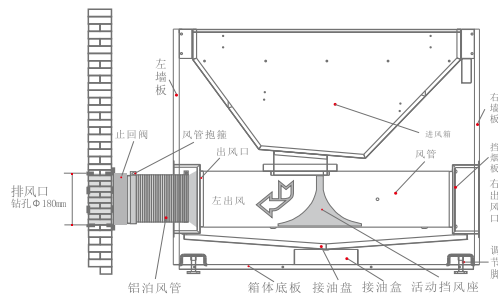 左墙板
右墙板
止回阀
风管抱箍
出风口
进风箱
挡烟板
风管
右出风口
左出风
排风口
钻孔Φ180mm
调节脚
铝泊风管
箱体底板
接油盘
接油盒
活动挡风座